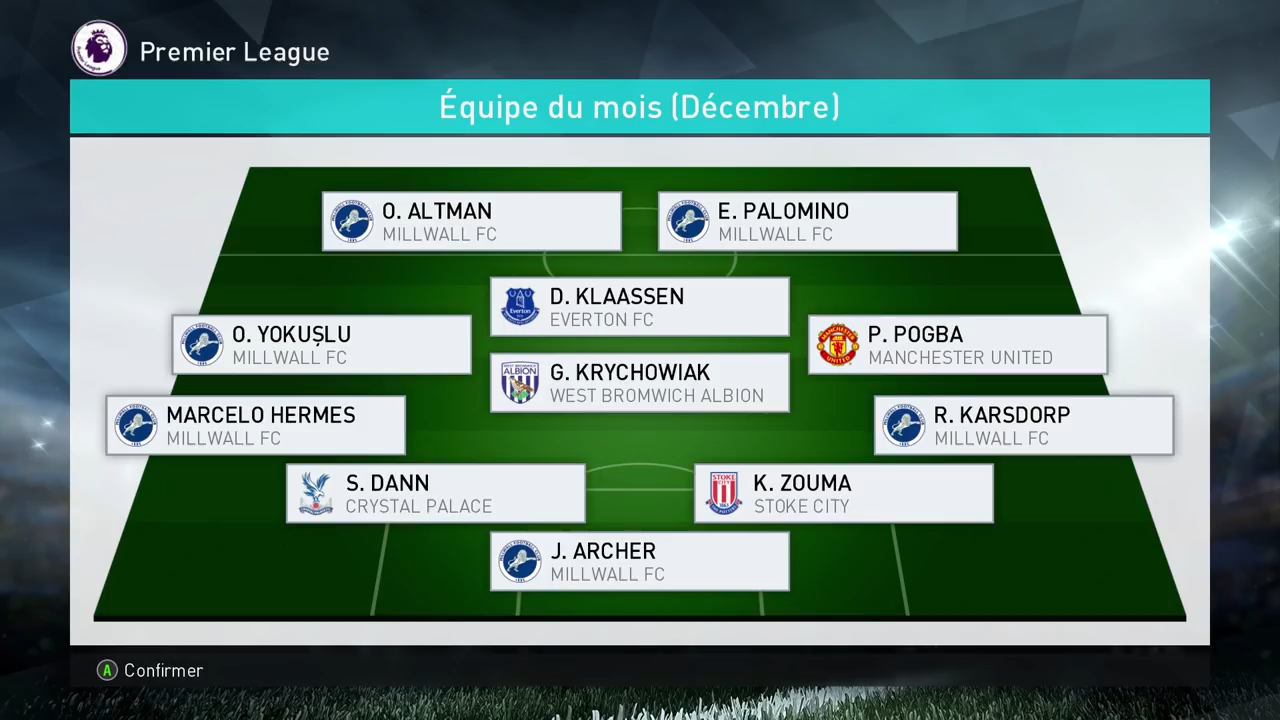 Premier League
Équipe du mois (Décembre)
O. ALTMAN
MILLWALL FC
E. PALOMINO
MILLWALL FC
D. KLAASSEN
EVERTON FC
O. YOKUŞLU
MILLWALL FC
P. POGBA
MANCHESTER UNITED
G. KRYCHOWIAK
WEST BROMWICH ALBION
MARCELO HERMES
MILLWALL FC
R. KARSDORP
MILLWALL FC
S. DANN
CRYSTAL PALACE
K. ZOUMA
STOKE CITY
J. ARCHER
MILLWALL FC
A Confirmer